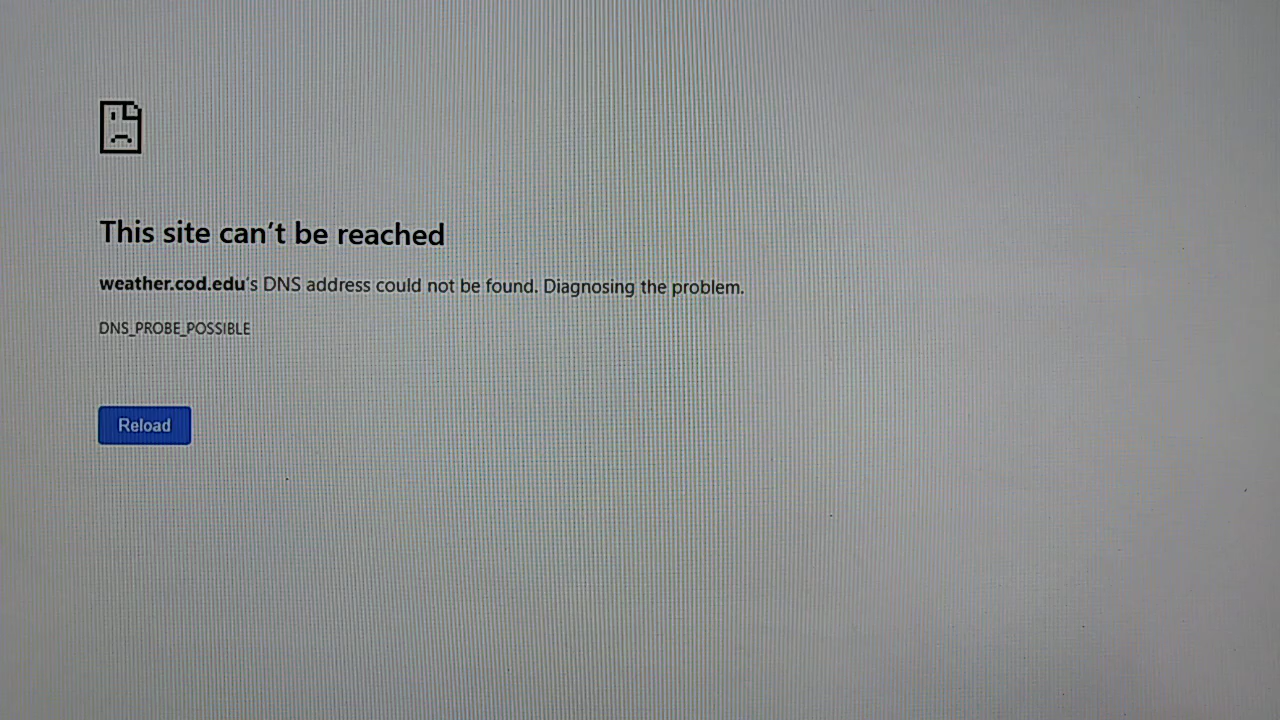 This site can’t be reached
weather.cod.edu's DNS address could not be found. Diagnosing the problem.
DNS_PROBE_POSSIBLE
Reload